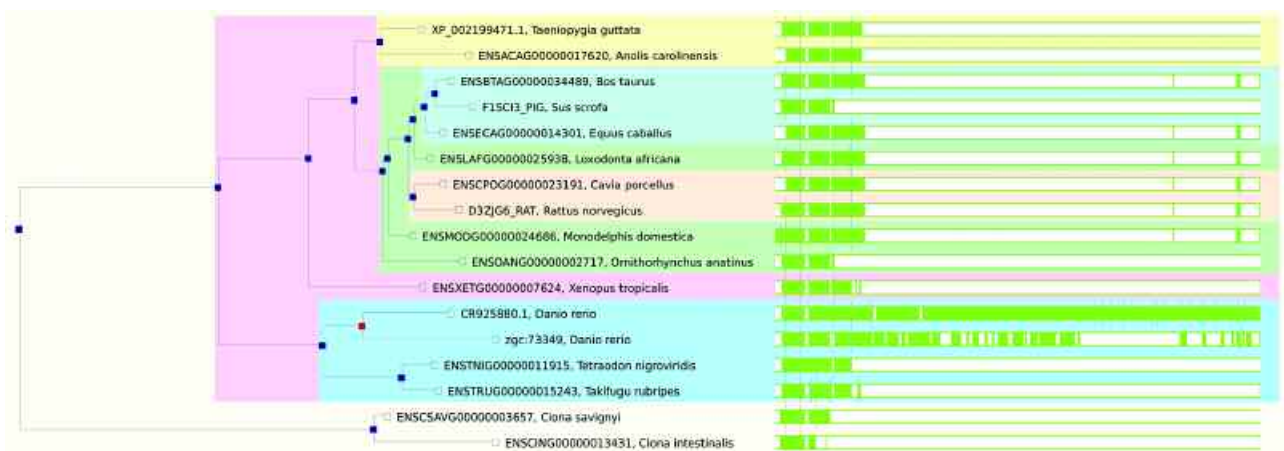 XP_002199471.1, Taeniopygia guttata
ENSACAG00000017620, Anolis carolinensis
ENSBTAG00000034489, Bos taurus
F1SCI3_PIG, Sus scrofa
ENSECAG00000014301, Equus caballus
ENSLAFG00000025938, Loxodonta africana
ENSCPOG00000023191, Cavia porcellus
D3ZJG6_RAT, Rattus norvegicus
ENSMODG00000024686, Monodelphis domestica
ENSOANG00000002717, Ornithorhynchus anatinus
ENSXETG00000007624, Xenopus tropicalis
CR925880.1, Danio rerio
zgc:73349, Danio rerio
ENSTNIG00000011915, Tetraodon nigroviridis
ENSTRUG00000015243, Takifugu rubripes
ENSCSAVG00000003657, Ciona savignyi
ENSCING00000013431, Ciona intestinalis